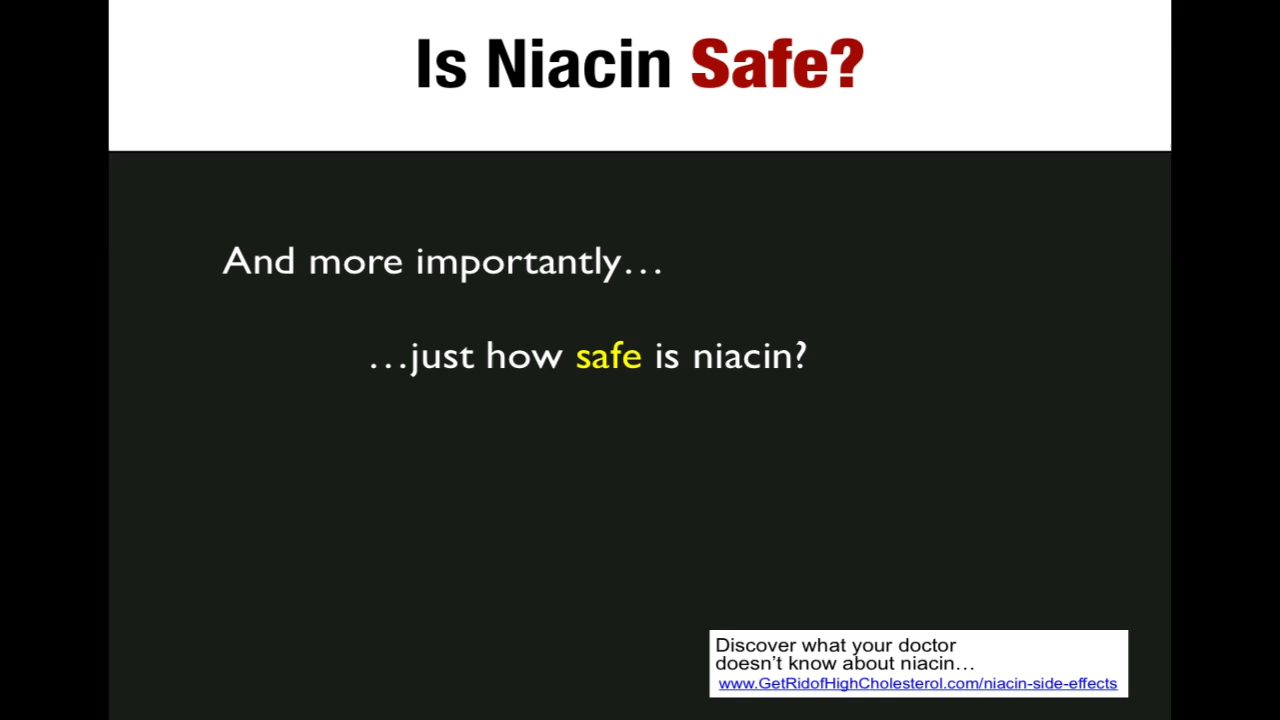 Is Niacin Safe?
And more importantly…
…just how safe is niacin?
Discover what your doctor
doesn't know about niacin…
www.GetRidofHighCholesterol.com/niacin-side-effects